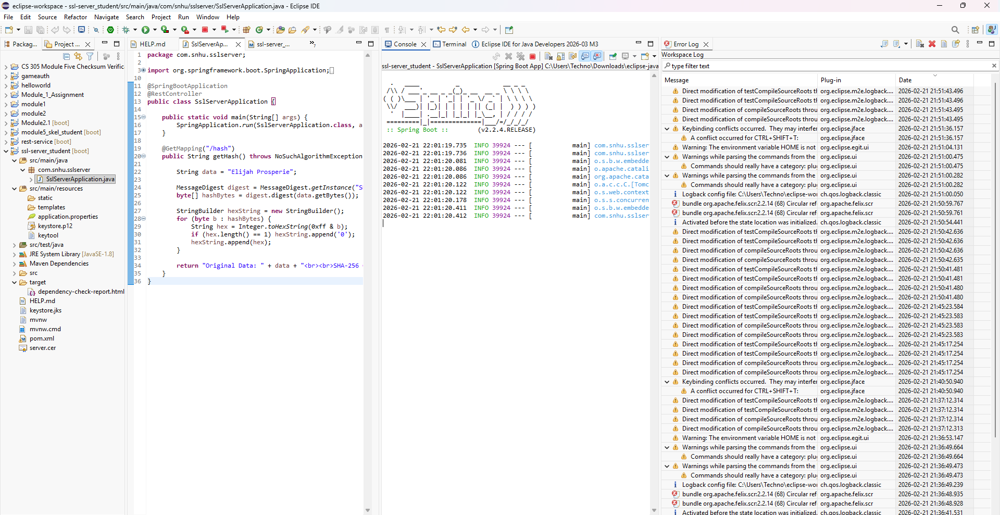 eclipse-workspace - ssl-server_student/src/main/java/com/snhu/sslserver/SslServerApplication.java - Eclipse IDE
File Edit Source Refactor Navigate Search Project Run Window Help
Packag... Project ...
CS 305 Module Five Checksum Verific
gameauth
helloworld
Module_1_Assignment
module1
module2
Module2.1 [boot]
module5_skel_student [boot]
rest-service [boot]
ssl-server_student [boot]
src/main/java
com.snhu.sslserver
SslServerApplication.java
src/main/resources
static
templates
application.properties
keystore.p12
keytool
src/test/java
JRE System Library [JavaSE-1.8]
Maven Dependencies
src
target
dependency-check-report.html
HELP.md
keystore.jks
mvnw
mvnw.cmd
pom.xml
server.cer
HELP.md SslServerAp... ssl-server_... »7
1 package com.snhu.sslserver;
2
3 import org.springframework.boot.SpringApplication;
10
11 @SpringBootApplication
12 @RestController
13 public class SslServerApplication {
14
15 public static void main(String[] args) {
16 SpringApplication.run(SslServerApplication.class, a
17 }
18
19 @GetMapping("/hash")
20 public String getHash() throws NoSuchAlgorithmException
21
22 String data = "Elijah Prosperie";
23
24 MessageDigest digest = MessageDigest.getInstance("S
25 byte[] hashBytes = digest.digest(data.getBytes());
26
27 StringBuilder hexString = new StringBuilder();
28 for (byte b : hashBytes) {
29 String hex = Integer.toHexString(0xff & b);
30 if (hex.length() == 1) hexString.append('0');
31 hexString.append(hex);
32 }
33
34 return "Original Data: " + data + "<br><br>SHA-256
35 }
36 }
Console Terminal Eclipse IDE for Java Developers 2026-03 M3
ssl-server_student - SslServerApplication [Spring Boot App] C:\Users\Techno\Downloads\eclipse-java
:: Spring Boot :: (v2.2.4.RELEASE)
2026-02-21 22:01:19.735 INFO 39924 --- [ main] com.snhu.sslser
2026-02-21 22:01:19.736 INFO 39924 --- [ main] com.snhu.sslser
2026-02-21 22:01:20.081 INFO 39924 --- [ main] o.s.b.w.embedde
2026-02-21 22:01:20.086 INFO 39924 --- [ main] o.apache.catali
2026-02-21 22:01:20.086 INFO 39924 --- [ main] org.apache.cata
2026-02-21 22:01:20.122 INFO 39924 --- [ main] o.a.c.c.C.[Tomc
2026-02-21 22:01:20.122 INFO 39924 --- [ main] o.s.web.context
2026-02-21 22:01:20.178 INFO 39924 --- [ main] o.s.s.concurren
2026-02-21 22:01:20.411 INFO 39924 --- [ main] o.s.b.w.embedde
2026-02-21 22:01:20.412 INFO 39924 --- [ main] com.snhu.sslser
Error Log
Workspace Log
type filter text
Message Plug-in Date
Direct modification of testCompileSourceRoots th org.eclipse.m2e.logback.... 2026-02-21 21:51:43.496
Direct modification of testCompileSourceRoots th org.eclipse.m2e.logback.... 2026-02-21 21:51:43.496
Direct modification of compileSourceRoots throu org.eclipse.m2e.logback.... 2026-02-21 21:51:43.495
Direct modification of compileSourceRoots throu org.eclipse.m2e.logback.... 2026-02-21 21:51:43.495
Keybinding conflicts occurred. They may interfer org.eclipse.jface 2026-02-21 21:51:36.157
A conflict occurred for CTRL+SHIFT+T: org.eclipse.jface 2026-02-21 21:51:36.157
Warning: The environment variable HOME is not org.eclipse.egit.ui 2026-02-21 21:51:04.131
Warnings while parsing the commands from the org.eclipse.ui 2026-02-21 21:51:00.475
Commands should really have a category: plug org.eclipse.ui 2026-02-21 21:51:00.475
Warnings while parsing the commands from the org.eclipse.ui 2026-02-21 21:51:00.282
Commands should really have a category: plug org.eclipse.ui 2026-02-21 21:51:00.282
Logback config file: C:\Users\Techno\eclipse-wor ch.qos.logback.classic 2026-02-21 21:51:00.050
bundle org.apache.felix.scr:2.2.14 (68) Circular ref org.apache.felix.scr 2026-02-21 21:50:59.767
bundle org.apache.felix.scr:2.2.14 (68) Circular ref org.apache.felix.scr 2026-02-21 21:50:59.761
Activated before the state location was initialized. ch.qos.logback.classic 2026-02-21 21:50:54.441
Direct modification of testCompileSourceRoots th org.eclipse.m2e.logback.... 2026-02-21 21:50:42.636
Direct modification of testCompileSourceRoots th org.eclipse.m2e.logback.... 2026-02-21 21:50:42.636
Direct modification of compileSourceRoots throu org.eclipse.m2e.logback.... 2026-02-21 21:50:42.636
Direct modification of compileSourceRoots throu org.eclipse.m2e.logback.... 2026-02-21 21:50:42.635
Direct modification of testCompileSourceRoots th org.eclipse.m2e.logback.... 2026-02-21 21:50:41.481
Direct modification of testCompileSourceRoots th org.eclipse.m2e.logback.... 2026-02-21 21:50:41.481
Direct modification of compileSourceRoots throu org.eclipse.m2e.logback.... 2026-02-21 21:50:41.480
Direct modification of compileSourceRoots throu org.eclipse.m2e.logback.... 2026-02-21 21:50:41.480
Direct modification of testCompileSourceRoots th org.eclipse.m2e.logback.... 2026-02-21 21:45:23.584
Direct modification of testCompileSourceRoots th org.eclipse.m2e.logback.... 2026-02-21 21:45:23.583
Direct modification of compileSourceRoots throu org.eclipse.m2e.logback.... 2026-02-21 21:45:23.583
Direct modification of compileSourceRoots throu org.eclipse.m2e.logback.... 2026-02-21 21:45:23.583
Direct modification of testCompileSourceRoots th org.eclipse.m2e.logback.... 2026-02-21 21:45:17.254
Direct modification of testCompileSourceRoots th org.eclipse.m2e.logback.... 2026-02-21 21:45:17.254
Direct modification of compileSourceRoots throu org.eclipse.m2e.logback.... 2026-02-21 21:45:17.254
Direct modification of compileSourceRoots throu org.eclipse.m2e.logback.... 2026-02-21 21:45:17.254
Keybinding conflicts occurred. They may interfer org.eclipse.jface 2026-02-21 21:40:50.940
A conflict occurred for CTRL+SHIFT+T: org.eclipse.jface 2026-02-21 21:40:50.940
Direct modification of testCompileSourceRoots th org.eclipse.m2e.logback.... 2026-02-21 21:37:12.314
Direct modification of testCompileSourceRoots th org.eclipse.m2e.logback.... 2026-02-21 21:37:12.314
Direct modification of compileSourceRoots throu org.eclipse.m2e.logback.... 2026-02-21 21:37:12.314
Direct modification of compileSourceRoots throu org.eclipse.m2e.logback.... 2026-02-21 21:37:12.313
Warning: The environment variable HOME is not org.eclipse.egit.ui 2026-02-21 21:36:53.147
Warnings while parsing the commands from the org.eclipse.ui 2026-02-21 21:36:49.664
Commands should really have a category: plug org.eclipse.ui 2026-02-21 21:36:49.664
Warnings while parsing the commands from the org.eclipse.ui 2026-02-21 21:36:49.473
Commands should really have a category: plug org.eclipse.ui 2026-02-21 21:36:49.473
Logback config file: C:\Users\Techno\eclipse-wor ch.qos.logback.classic 2026-02-21 21:36:49.239
bundle org.apache.felix.scr:2.2.14 (68) Circular ref org.apache.felix.scr 2026-02-21 21:36:48.935
bundle org.apache.felix.scr:2.2.14 (68) Circular ref org.apache.felix.scr 2026-02-21 21:36:48.928
Activated before the state location was initialized. ch.qos.logback.classic 2026-02-21 21:36:41.531